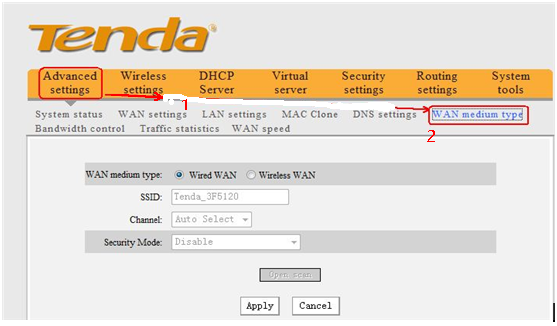 Tenda®
Advanced settings Wireless settings DHCP Server Virtual server Security settings Routing settings System tools
1
System status WAN settings LAN settings MAC Clone DNS settings WAN medium type
2
Bandwidth control Traffic statistics WAN speed
WAN medium type: Wired WAN Wireless WAN
SSID: Tenda_3F5120
Channel: Auto Select
Security Mode: Disable
Open scan
Apply Cancel